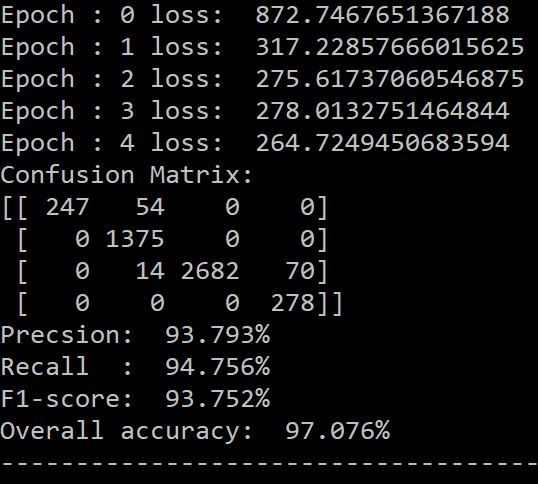 Epoch : 0 loss:  872.7467651367188
Epoch : 1 loss:  317.22857666015625
Epoch : 2 loss:  275.61737060546875
Epoch : 3 loss:  278.0132751464844
Epoch : 4 loss:  264.7249450683594
Confusion Matrix:
[[ 247   54    0    0]
 [   0 1375    0    0]
 [   0   14 2682   70]
 [   0    0    0  278]]
Precsion:  93.793%
Recall  :  94.756%
F1-score:  93.752%
Overall accuracy:  97.076%
------------------------------------